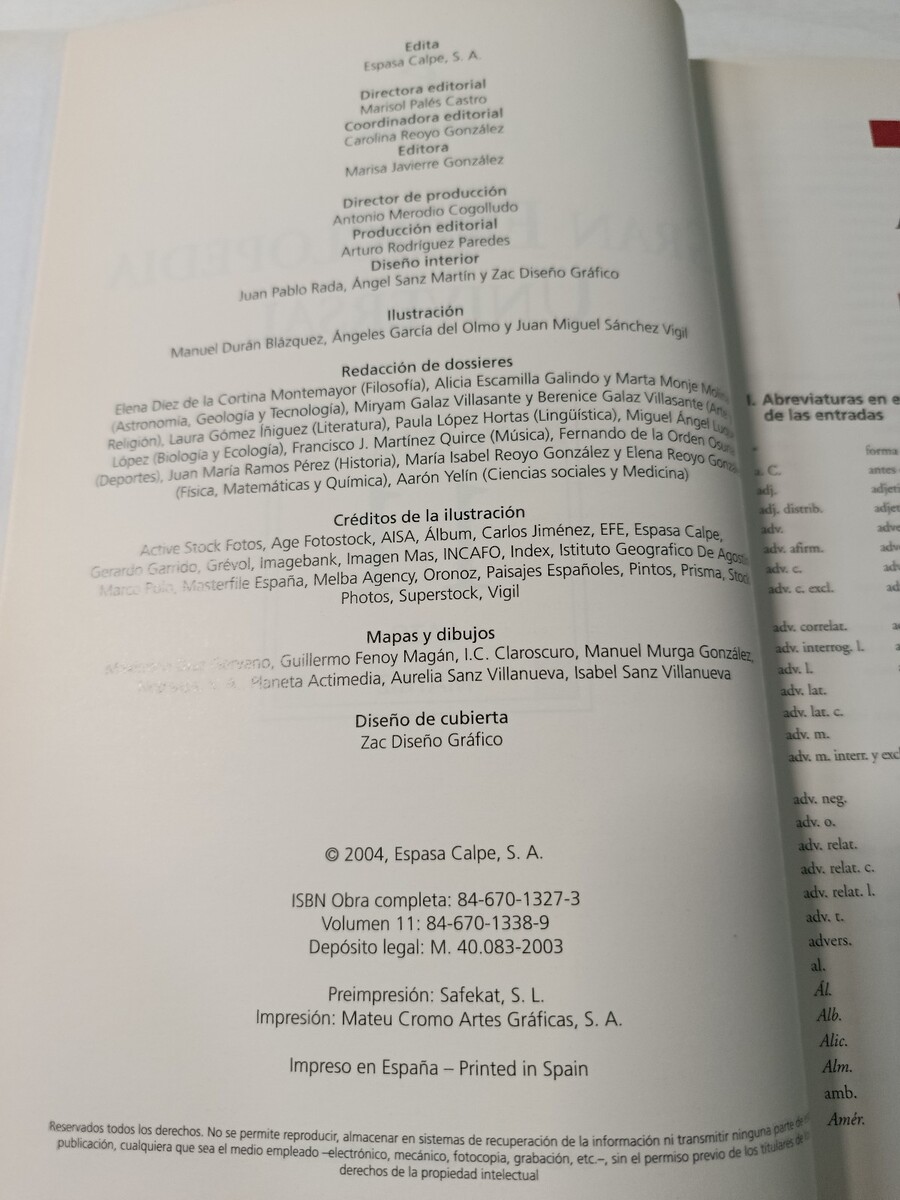 Edita
Espasa Calpe, S. A.
Directora editorial
Marisol Palés Castro
Coordinadora editorial
Carolina Reoyo González
Editora
Marisa Javierre González
Director de producción
Antonio Merodio Cogolludo
Producción editorial
Arturo Rodríguez Paredes
Diseño interior
Juan Pablo Rada, Ángel Sanz Martín y Zac Diseño Gráfico
Ilustración
Manuel Durán Blázquez, Ángeles García del Olmo y Juan Miguel Sánchez Vigil
Redacción de dossieres
Elena Díez de la Cortina Montemayor (Filosofía), Alicia Escamilla Galindo y Marta Monje
(Astronomía, Geología y Tecnología), Miryam Galaz Villasante y Berenice Galaz Villasante
Religión), Laura Gómez Íñiguez (Literatura), Paula López Hortas (Lingüística), Miguel Ángel
López (Biología y Ecología), Francisco J. Martínez Quirce (Música), Fernando de la Orden
(Deportes), Juan María Ramos Pérez (Historia), María Isabel Reoyo González y Elena Reoyo
(Física, Matemáticas y Química), Aarón Yelín (Ciencias sociales y Medicina)
Créditos de la ilustración
Active Stock Fotos, Age Fotostock, AISA, Álbum, Carlos Jiménez, EFE, Espasa Calpe,
Gerardo Garrido, Grévol, Imagebank, Imagen Mas, INCAFO, Index, Istituto Geografico De
Masterfile España, Melba Agency, Oronoz, Paisajes Españoles, Pintos, Prisma,
Photos, Superstock, Vigil
Mapas y dibujos
Guillermo Fenoy Magán, I.C. Claroscuro, Manuel Murga González,
Planeta Actimedia, Aurelia Sanz Villanueva, Isabel Sanz Villanueva
Diseño de cubierta
Zac Diseño Gráfico
© 2004, Espasa Calpe, S. A.
ISBN Obra completa: 84-670-1327-3
Volumen 11: 84-670-1338-9
Depósito legal: M. 40.083-2003
Preimpresión: Safekat, S. L.
Impresión: Mateu Cromo Artes Gráficas, S. A.
Impreso en España – Printed in Spain
Reservados todos los derechos. No se permite reproducir, almacenar en sistemas de recuperación de la información ni transmitir ninguna parte de
publicación, cualquiera que sea el medio empleado –electrónico, mecánico, fotocopia, grabación, etc.–, sin el permiso previo de los titulares de
derechos de la propiedad intelectual
I. Abreviaturas en
de las entradas
forma
a. C. antes
adj.
adj. distrib.
adv.
adv. afirm.
adv. c.
adv. c. excl.
adv. correlat.
adv. interrog. l.
adv. l.
adv. lat.
adv. lat. c.
adv. m.
adv. m. interr. y
adv. neg.
adv. o.
adv. relat.
adv. relat. c.
adv. relat. l.
adv. t.
advers.
al.
Ál.
Alb.
Alic.
Alm.
amb.
Amér.